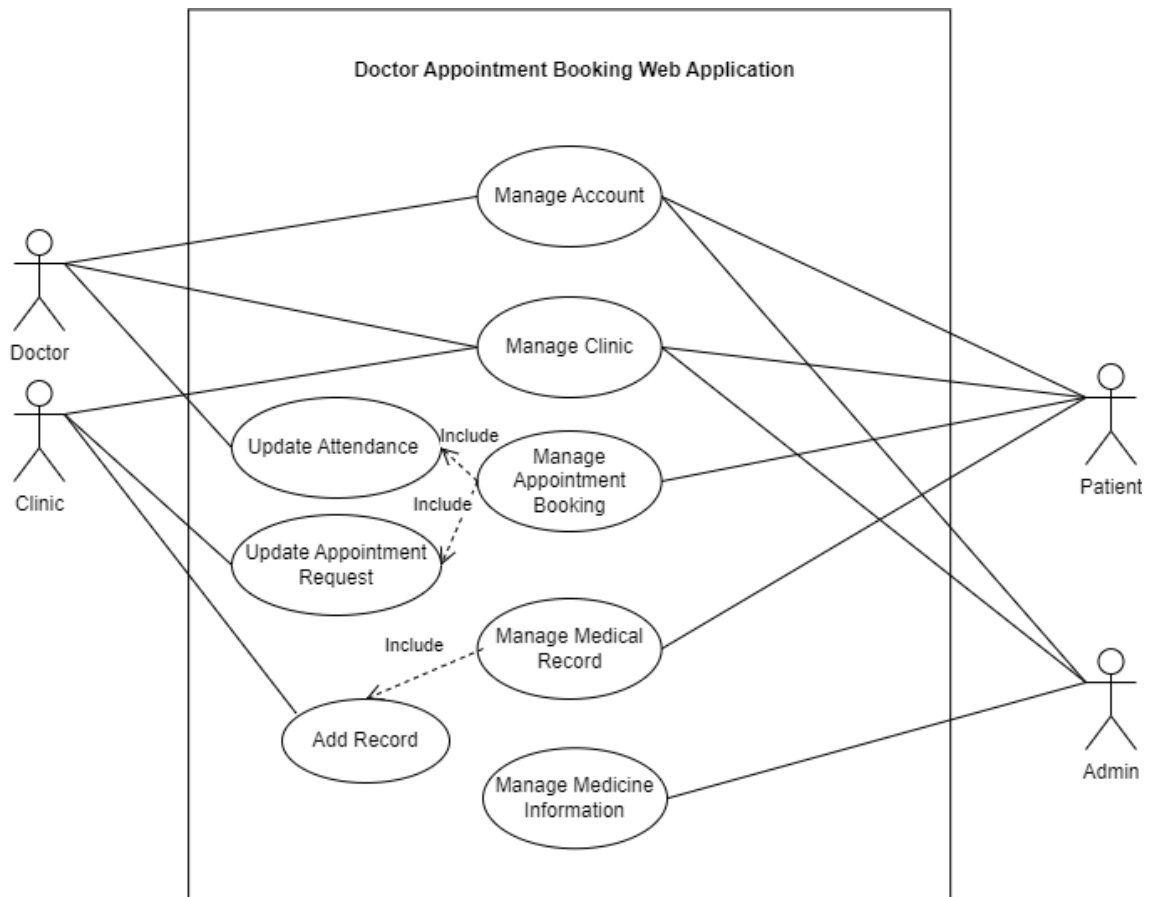 Doctor Appointment Booking Web Application
Manage Account
Doctor
Manage Clinic
Clinic
Update Attendance
Include
Manage
Appointment
Booking
Patient
Include
Update Appointment
Request
Include
Manage Medical
Record
Add Record
Manage Medicine
Information
Admin